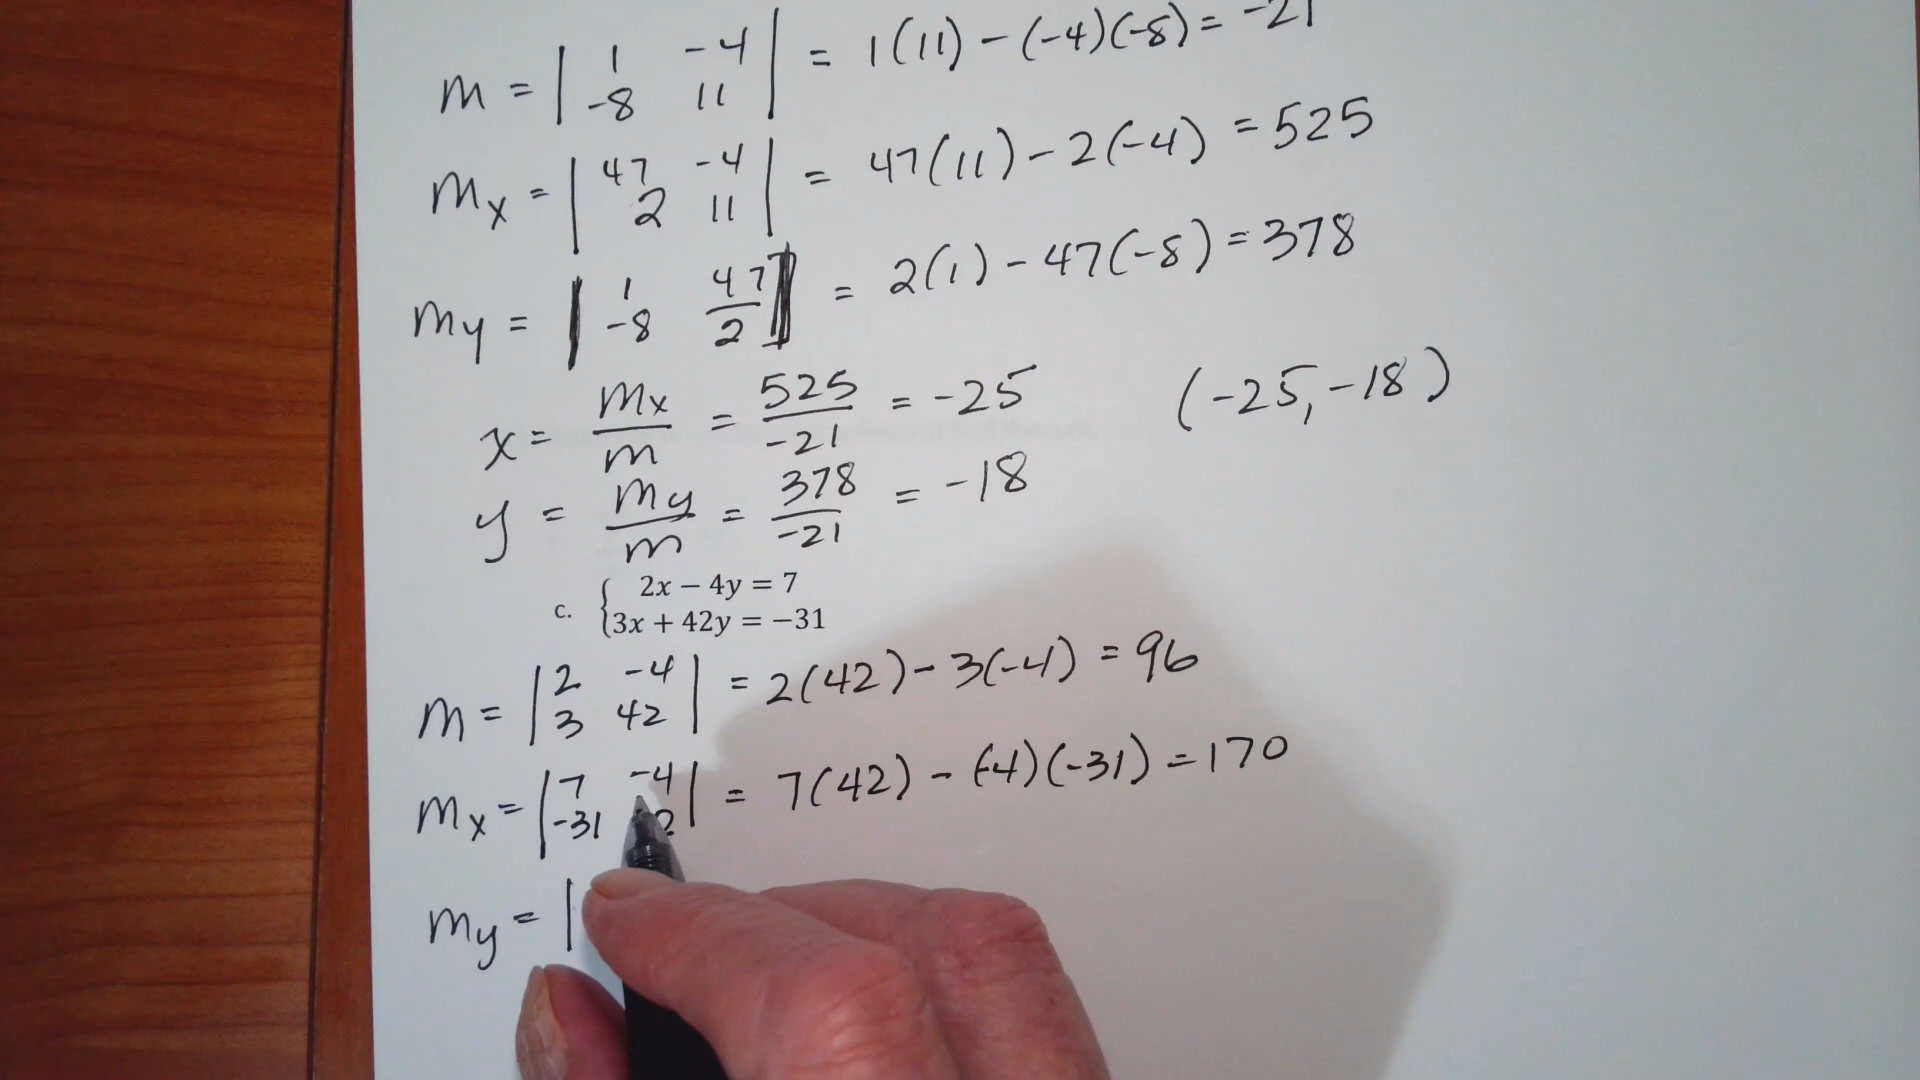 m = | 1 -4 | = 1(11) - (-4)(-8) = -21
| -8 11 |
mx = | 47 -4 | = 47(11) - 2(-4) = 525
| 2 11 |
my = | 1 47 | = 2(1) - 47(-8) = 378
| -8 2 |
x = mx/m = 525/-21 = -25 (-25, -18)
y = my/m = 378/-21 = -18
c. { 2x − 4y = 7
3x + 42y = −31
m = | 2 -4 | = 2(42) - 3(-4) = 96
| 3 42 |
mx = | 7 -4 | = 7(42) - (-4)(-31) = 170
| -31 2 |
my = |